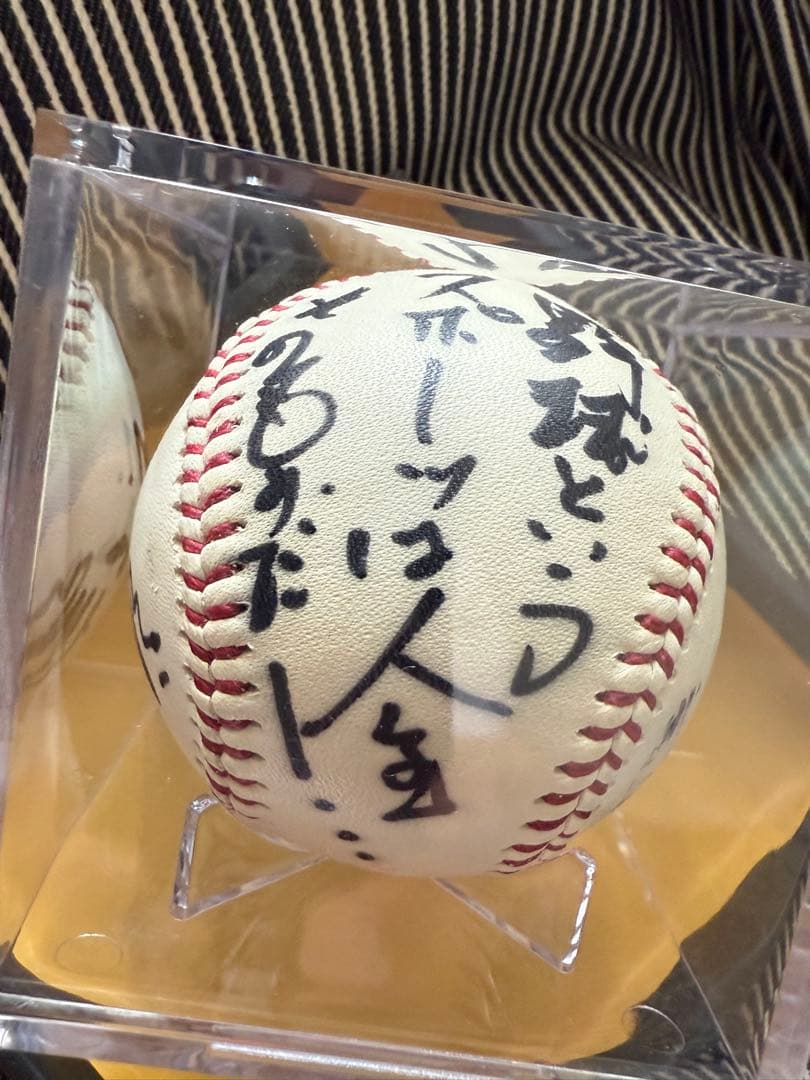 野球という
スポーツは人生
そのものだ